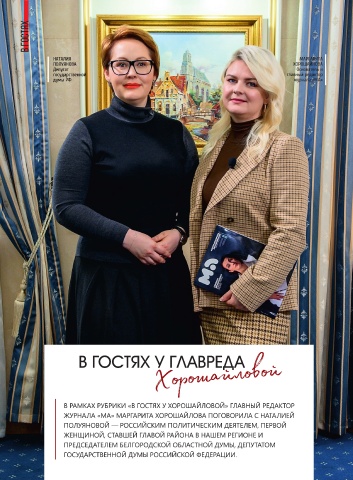 В ГОСТЯХ
НАТАЛИЯ
ПОЛУЯНОВА
Депутат
государственной
думы РФ
МАРГАРИТА
ХОРОШАЙЛОВА
главный редактор
МА
В ГОСТЯХ У ГЛАВРЕДА
Хорошайловой
В РАМКАХ РУБРИКИ «В ГОСТЯХ У ХОРОШАЙЛОВОЙ» ГЛАВНЫЙ РЕДАКТОР
ЖУРНАЛА «МА» МАРГАРИТА ХОРОШАЙЛОВА ПОГОВОРИЛА С НАТАЛИЕЙ
ПОЛУЯНОВОЙ — РОССИЙСКИМ ПОЛИТИЧЕСКИМ ДЕЯТЕЛЕМ, ПЕРВОЙ
ЖЕНЩИНОЙ, СТАВШЕЙ ГЛАВОЙ РАЙОНА В НАШЕМ РЕГИОНЕ И
ПРЕДСЕДАТЕЛЕМ БЕЛГОРОДСКОЙ ОБЛАСТНОЙ ДУМЫ, ДЕПУТАТОМ
ГОСУДАРСТВЕННОЙ ДУМЫ РОССИЙСКОЙ ФЕДЕРАЦИИ.